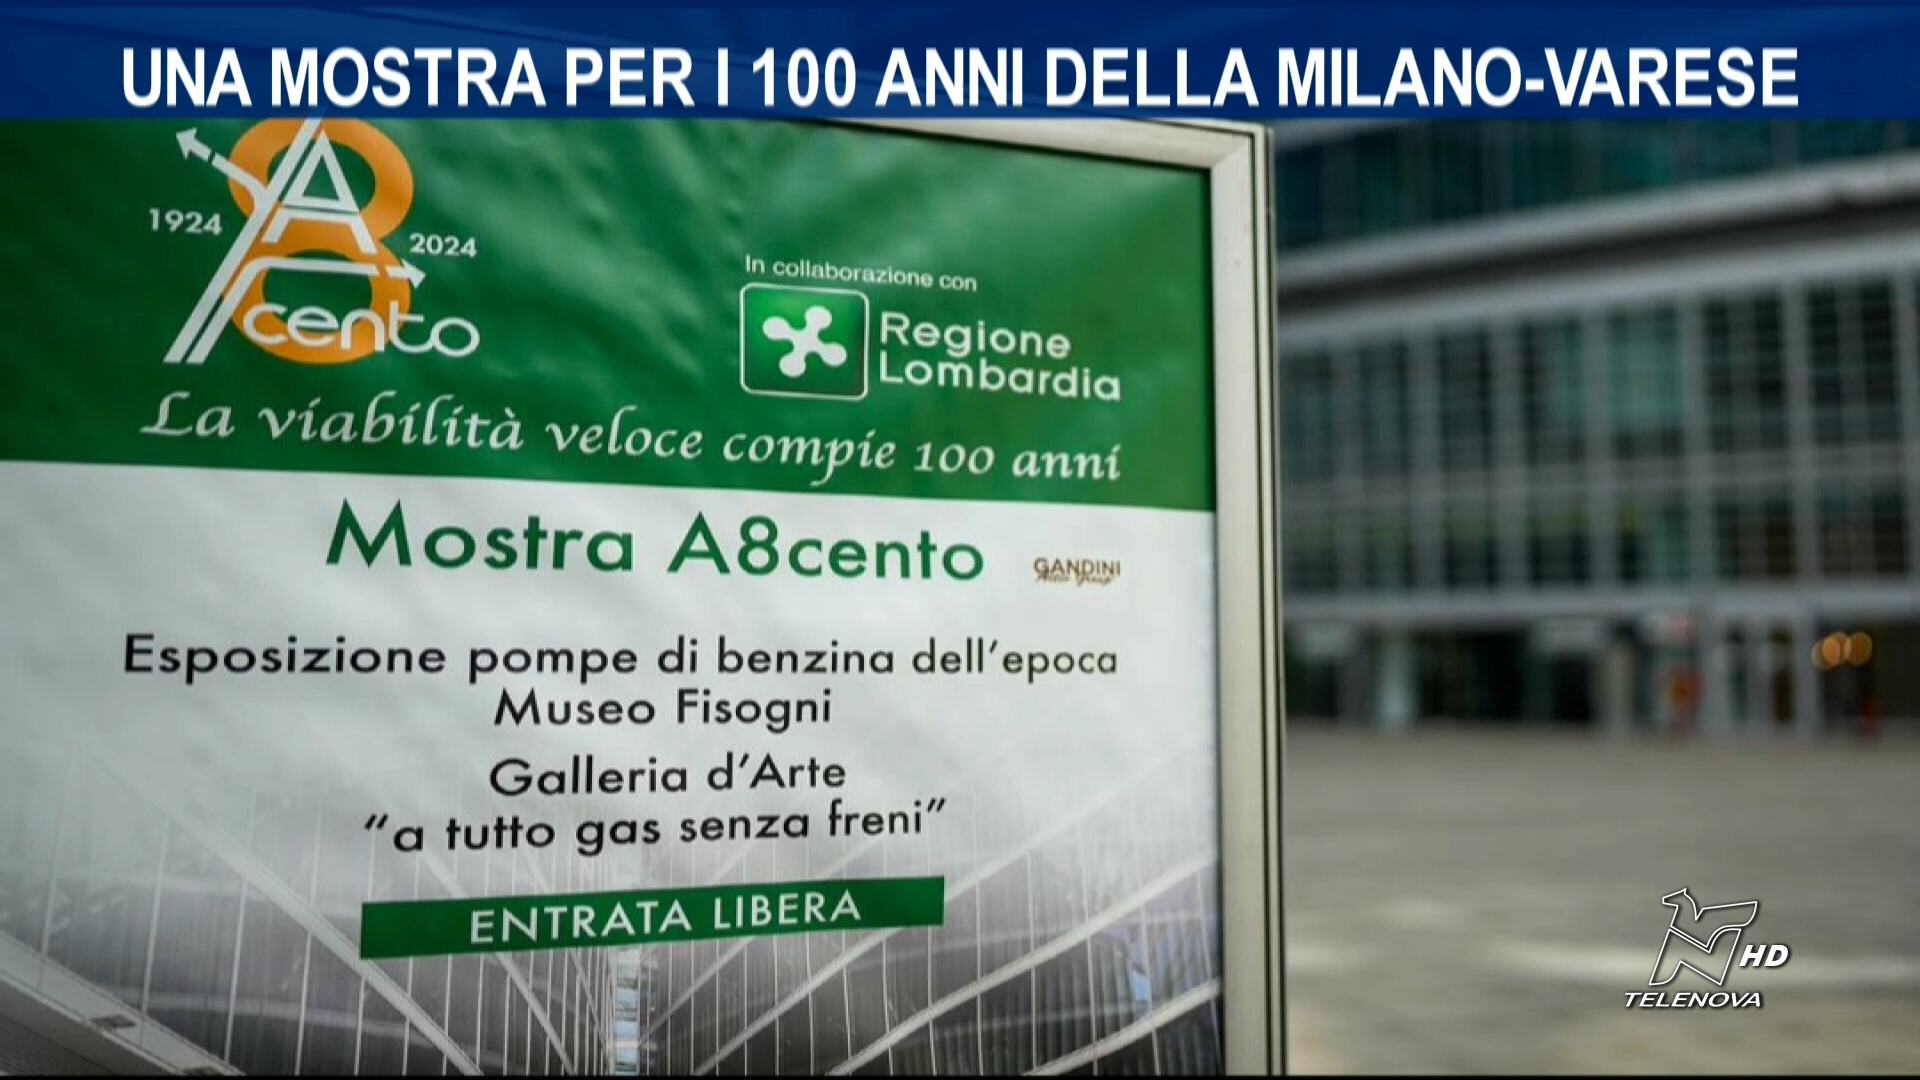 UNA MOSTRA PER I 100 ANNI DELLA MILANO-VARESE
A8
1924
2024
cento
In collaborazione con
Regione
Lombardia
La viabilità veloce compie 100 anni
Mostra A8cento
GANDINI
Esposizione pompe di benzina dell'epoca
Museo Fisogni
Galleria d'Arte
"a tutto gas senza freni"
ENTRATA LIBERA
HD
TELENOVA